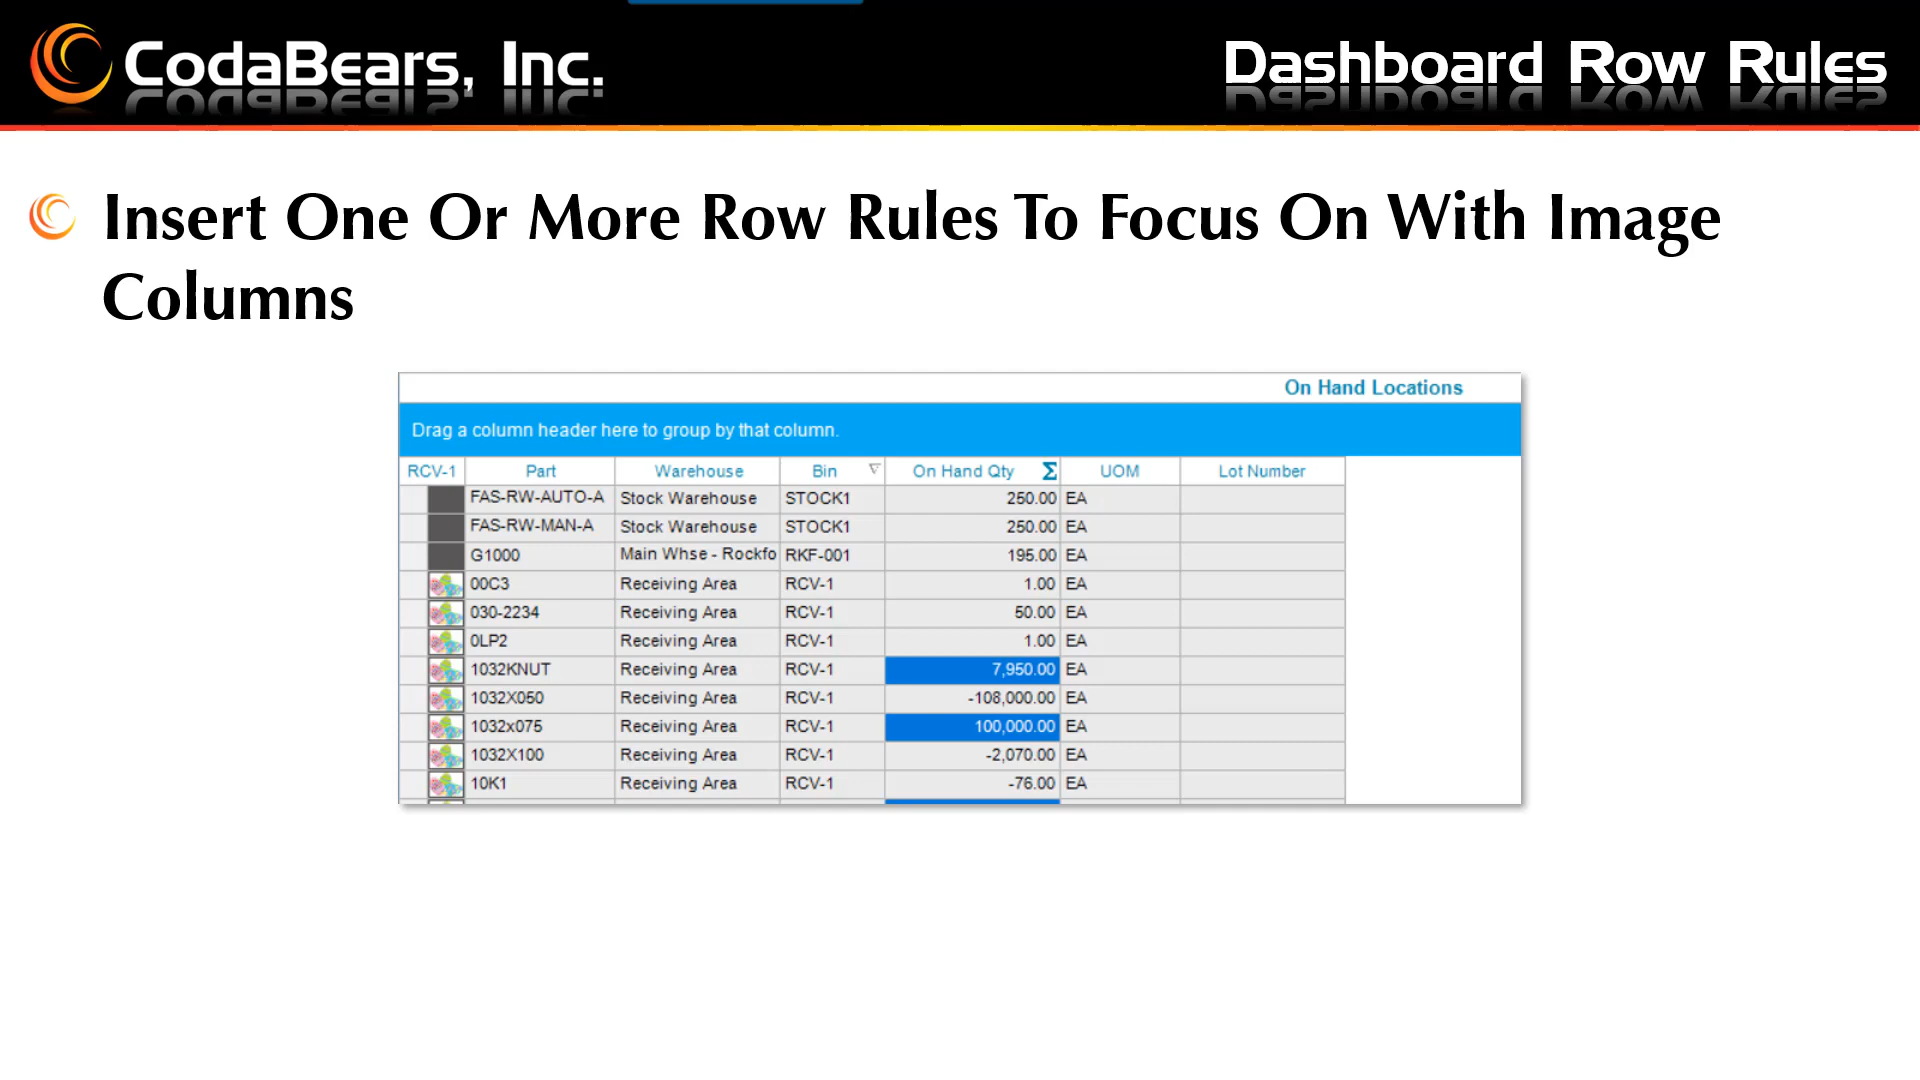 CodaBears, Inc.
Dashboard Row Rules
Insert One Or More Row Rules To Focus On With Image
Columns
On Hand Locations
Drag a column header here to group by that column.
RCV-1 Part Warehouse Bin On Hand Qty Σ UOM Lot Number
FAS-RW-AUTO-A Stock Warehouse STOCK1 250.00 EA
FAS-RW-MAN-A Stock Warehouse STOCK1 250.00 EA
G1000 Main Whse - Rockfo RKF-001 195.00 EA
00C3 Receiving Area RCV-1 1.00 EA
030-2234 Receiving Area RCV-1 50.00 EA
0LP2 Receiving Area RCV-1 1.00 EA
1032KNUT Receiving Area RCV-1 7,950.00 EA
1032X050 Receiving Area RCV-1 -108,000.00 EA
1032x075 Receiving Area RCV-1 100,000.00 EA
1032X100 Receiving Area RCV-1 -2,070.00 EA
10K1 Receiving Area RCV-1 -76.00 EA